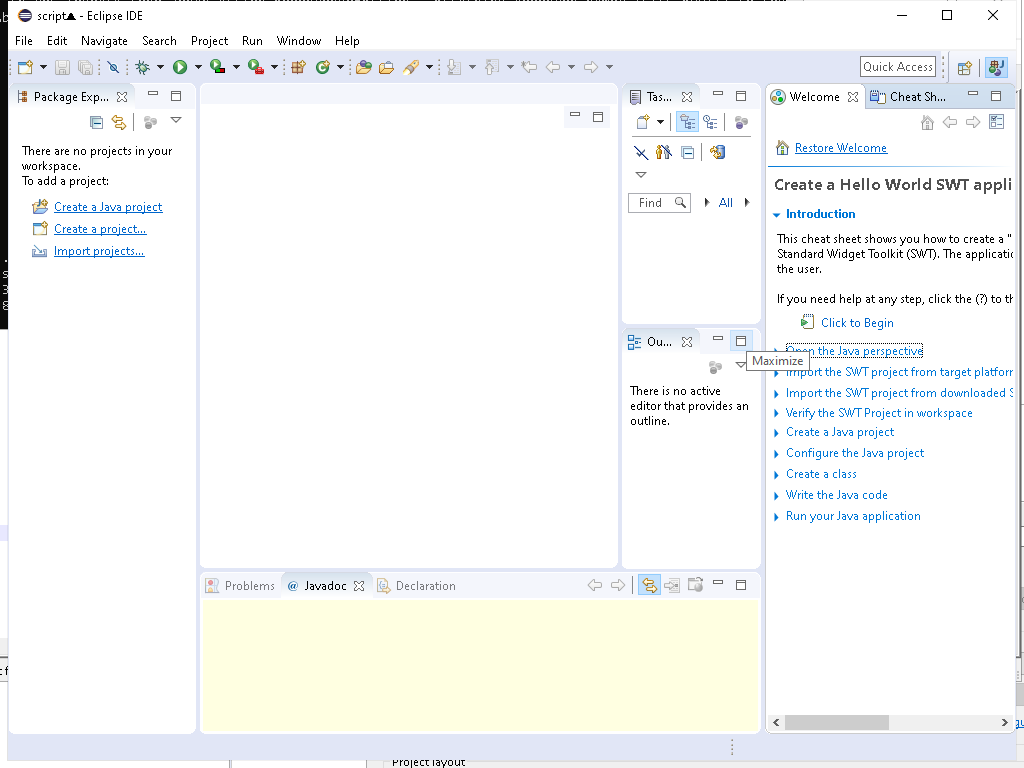 script▲ - Eclipse IDE
File Edit Navigate Search Project Run Window Help
Quick Access
Package Exp...
There are no projects in your
workspace.
To add a project:
Create a Java project
Create a project...
Import projects...
Tas...
Find
All
Ou...
Maximize
There is no active
editor that provides an
outline.
Welcome
Cheat Sh...
Restore Welcome
Create a Hello World SWT appli
Introduction
This cheat sheet shows you how to create a "
Standard Widget Toolkit (SWT). The applicatio
the user.
If you need help at any step, click the (?) to th
Click to Begin
Open the Java perspective
Import the SWT project from target platform
Import the SWT project from downloaded S
Verify the SWT Project in workspace
Create a Java project
Configure the Java project
Create a class
Write the Java code
Run your Java application
Problems
@ Javadoc
Declaration
Project layout